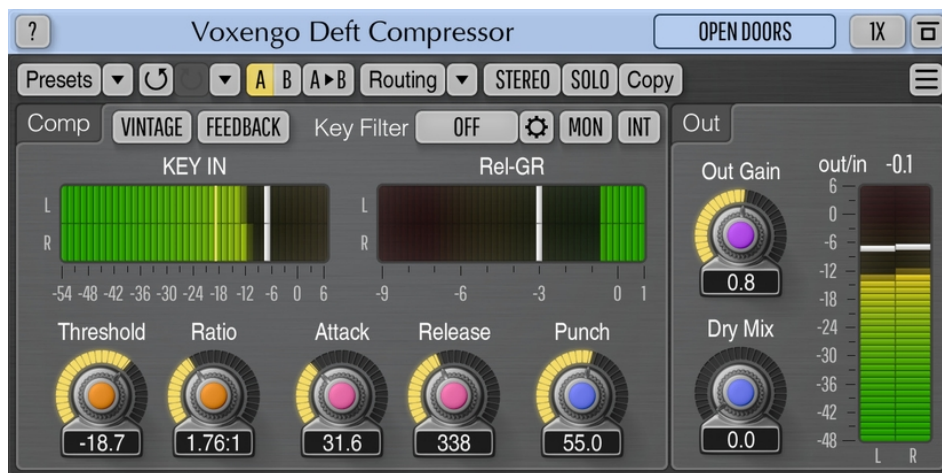 ? Voxengo Deft Compressor OPEN DOORS 1X
Presets A B A▸B Routing STEREO SOLO Copy
Comp VINTAGE FEEDBACK Key Filter OFF MON INT Out
KEY IN Rel-GR
L
R
-54 -48 -42 -36 -30 -24 -18 -12 -6 0 6
L
R
-9 -6 -3 0 1
Threshold Ratio Attack Release Punch
-18.7 1.76:1 31.6 338 55.0
Out Gain
0.8
Dry Mix
0.0
out/in -0.1
6
0
-6
-12
-18
-24
-30
-36
-42
-48
L R